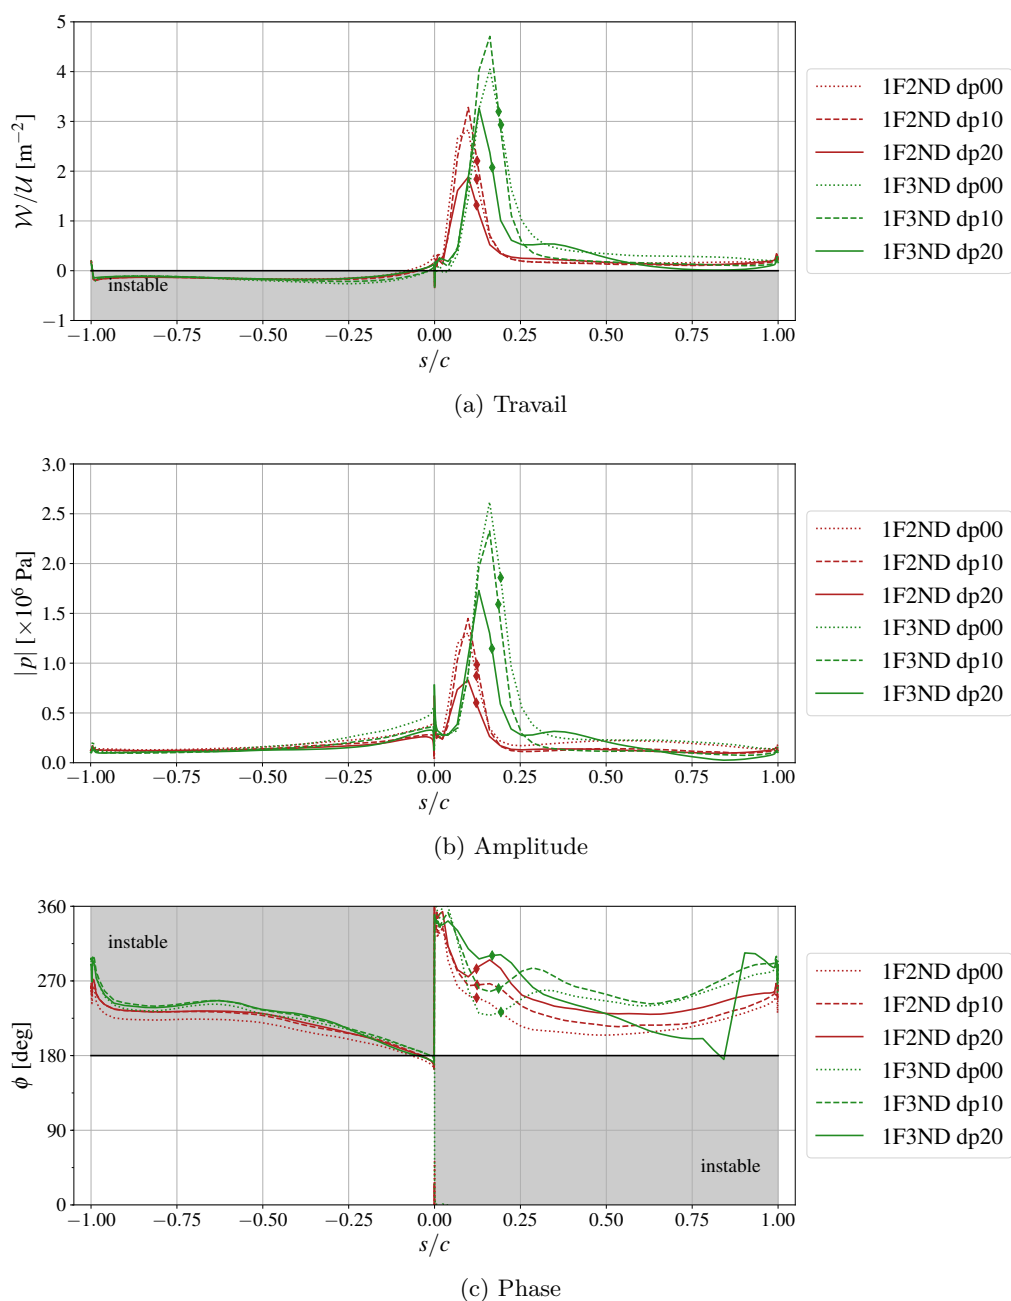 5
4
3
2
1
0
−1
W/U [m−2]
instable
−1.00 −0.75 −0.50 −0.25 0.00 0.25 0.50 0.75 1.00
s/c
1F2ND dp00
1F2ND dp10
1F2ND dp20
1F3ND dp00
1F3ND dp10
1F3ND dp20
(a) Travail
3.0
2.5
2.0
1.5
1.0
0.5
0.0
|p| [×10⁶ Pa]
−1.00 −0.75 −0.50 −0.25 0.00 0.25 0.50 0.75 1.00
s/c
1F2ND dp00
1F2ND dp10
1F2ND dp20
1F3ND dp00
1F3ND dp10
1F3ND dp20
(b) Amplitude
360
270
180
90
0
ϕ [deg]
instable
instable
−1.00 −0.75 −0.50 −0.25 0.00 0.25 0.50 0.75 1.00
s/c
1F2ND dp00
1F2ND dp10
1F2ND dp20
1F3ND dp00
1F3ND dp10
1F3ND dp20
(c) Phase